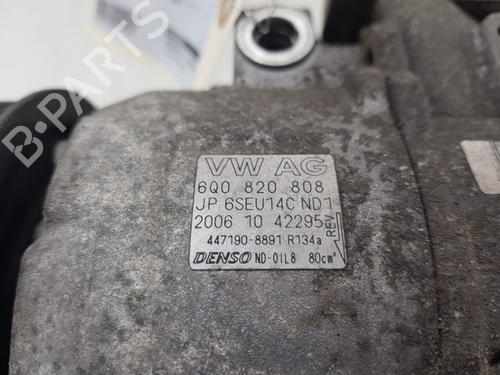 VW AG
6Q0 820 808
JP 6SEU14C ND1
2006 10 42295
REV
447190-8891 R134a
DENSO ND-OIL8 80cm³
B-PARTS